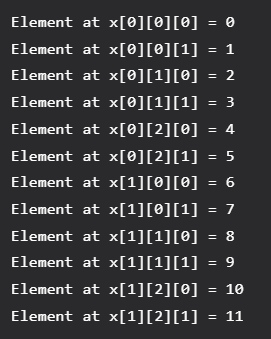 Element at x[0][0][0] = 0
Element at x[0][0][1] = 1
Element at x[0][1][0] = 2
Element at x[0][1][1] = 3
Element at x[0][2][0] = 4
Element at x[0][2][1] = 5
Element at x[1][0][0] = 6
Element at x[1][0][1] = 7
Element at x[1][1][0] = 8
Element at x[1][1][1] = 9
Element at x[1][2][0] = 10
Element at x[1][2][1] = 11